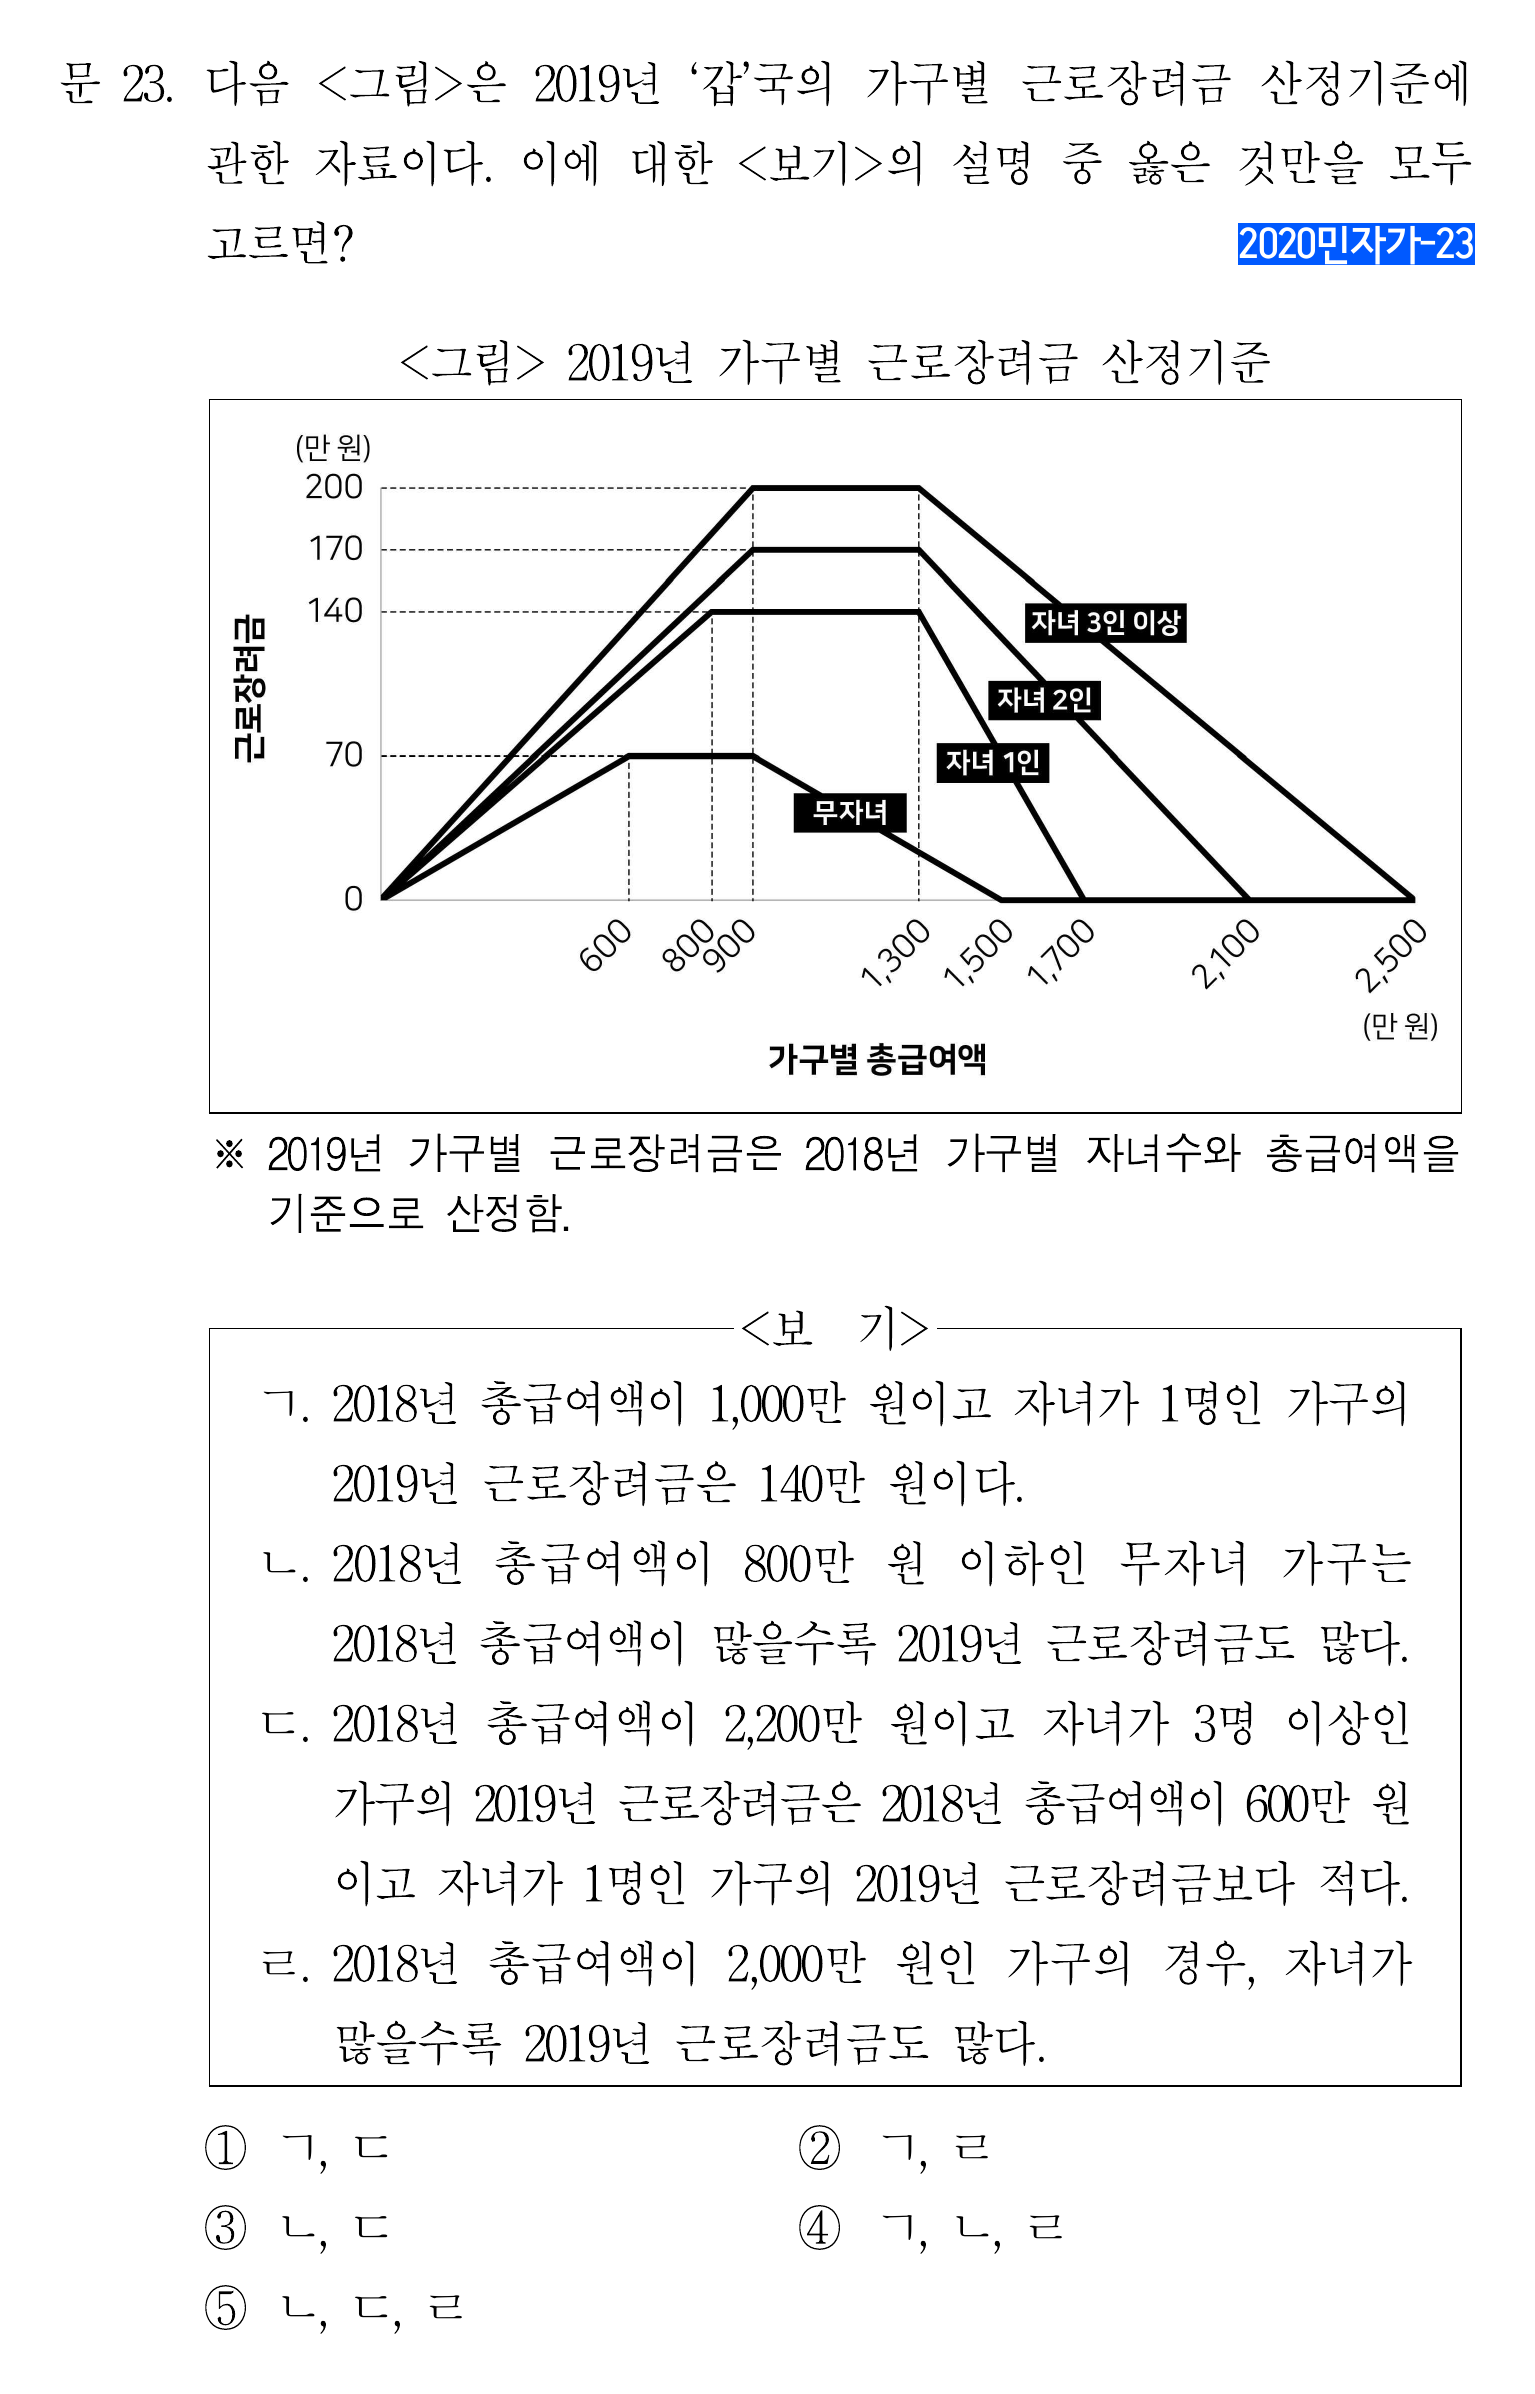 문 23. 다음 <그림>은 2019년 ‘갑’국의 가구별 근로장려금 산정기준에
관한 자료이다. 이에 대한 <보기>의 설명 중 옳은 것만을 모두
고르면?
2020민자가-23
<그림> 2019년 가구별 근로장려금 산정기준
(만 원)
200
170
140
70
0
근로장려금
자녀 3인 이상
자녀 2인
자녀 1인
무자녀
600
800
900
1,300
1,500
1,700
2,100
2,500
(만 원)
가구별 총급여액
※ 2019년 가구별 근로장려금은 2018년 가구별 자녀수와 총급여액을
기준으로 산정함.
<보 기>
ㄱ. 2018년 총급여액이 1,000만 원이고 자녀가 1명인 가구의
2019년 근로장려금은 140만 원이다.
ㄴ. 2018년 총급여액이 800만 원 이하인 무자녀 가구는
2018년 총급여액이 많을수록 2019년 근로장려금도 많다.
ㄷ. 2018년 총급여액이 2,200만 원이고 자녀가 3명 이상인
가구의 2019년 근로장려금은 2018년 총급여액이 600만 원
이고 자녀가 1명인 가구의 2019년 근로장려금보다 적다.
ㄹ. 2018년 총급여액이 2,000만 원인 가구의 경우, 자녀가
많을수록 2019년 근로장려금도 많다.
① ㄱ, ㄷ
② ㄱ, ㄹ
③ ㄴ, ㄷ
④ ㄱ, ㄴ, ㄹ
⑤ ㄴ, ㄷ, ㄹ